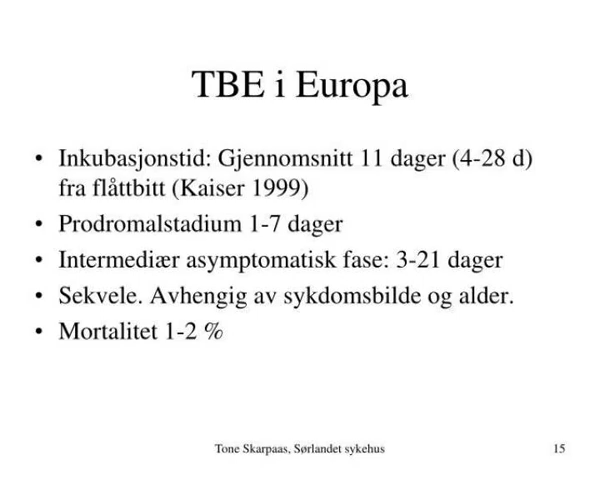 TBE i Europa
• Inkubasjonstid: Gjennomsnitt 11 dager (4-28 d)
fra flåttbitt (Kaiser 1999)
• Prodromalstadium 1-7 dager
• Intermediær asymptomatisk fase: 3-21 dager
• Sekvele. Avhengig av sykdomsbilde og alder.
• Mortalitet 1-2 %
Tone Skarpaas, Sørlandet sykehus
15